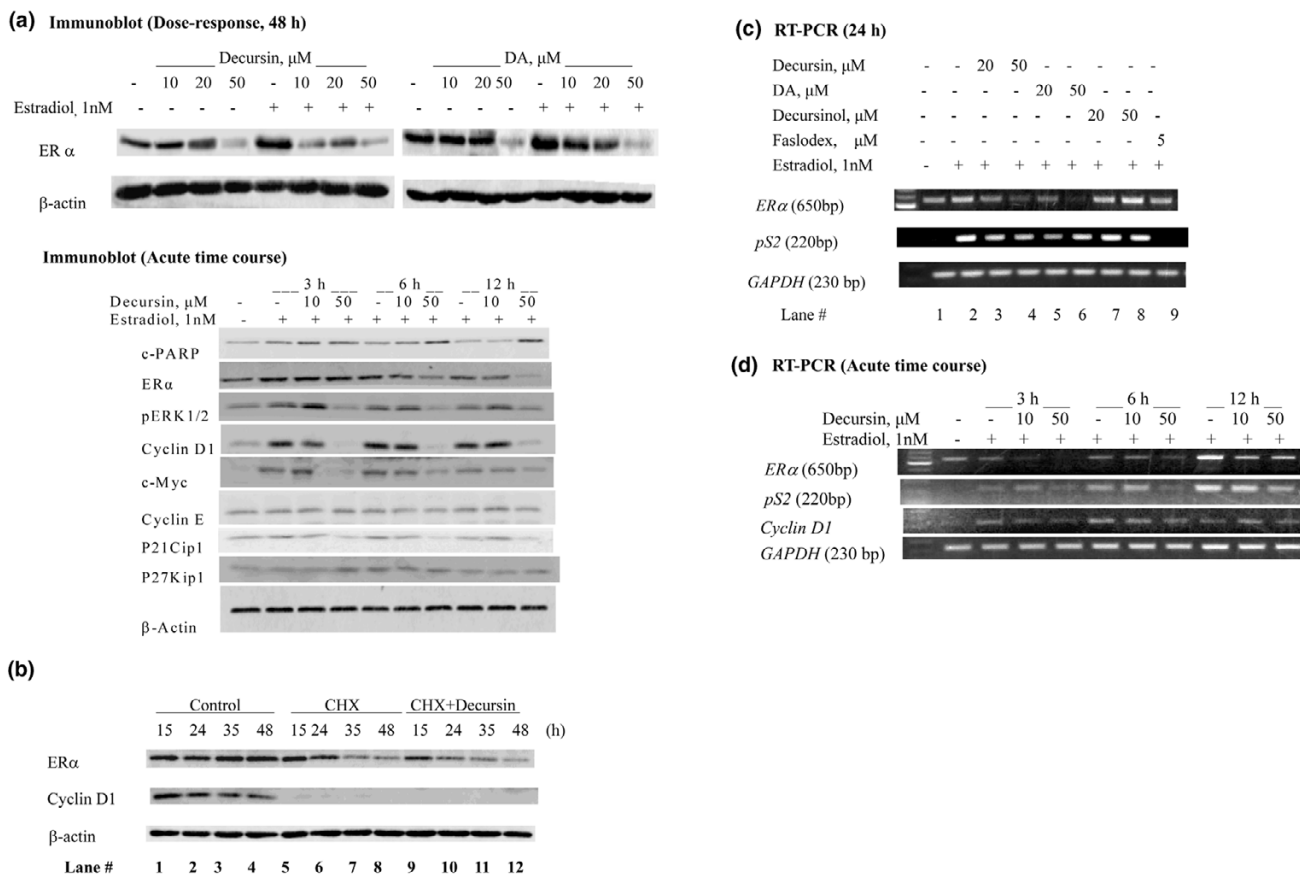 (a) Immunoblot (Dose-response, 48 h)
Decursin, μM DA, μM
- 10 20 50 - 10 20 50 - 10 20 50 - 10 20 50
Estradiol, 1nM - - - - + + + + - - - - + + + +
ER α
β-actin
Immunoblot (Acute time course)
3 h 6 h 12 h
Decursin, μM - - 10 50 - 10 50 - 10 50
Estradiol, 1nM - + + + + + + + + +
c-PARP
ERα
pERK1/2
Cyclin D1
c-Myc
Cyclin E
P21Cip1
P27Kip1
β-Actin
(b)
Control CHX CHX+Decursin
15 24 35 48 15 24 35 48 15 24 35 48 (h)
ERα
Cyclin D1
β-actin
Lane # 1 2 3 4 5 6 7 8 9 10 11 12
(c) RT-PCR (24 h)
Decursin, μM - - 20 50 - - - - -
DA, μM - - - - 20 50 - - -
Decursinol, μM - - - - - - 20 50 -
Faslodex, μM - - - - - - - - 5
Estradiol, 1nM - + + + + + + + +
ERα (650bp)
pS2 (220bp)
GAPDH (230 bp)
Lane # 1 2 3 4 5 6 7 8 9
(d) RT-PCR (Acute time course)
3 h 6 h 12 h
Decursin, μM - - 10 50 - 10 50 - 10 50
Estradiol, 1nM - + + + + + + + + +
ERα (650bp)
pS2 (220bp)
Cyclin D1
GAPDH (230 bp)